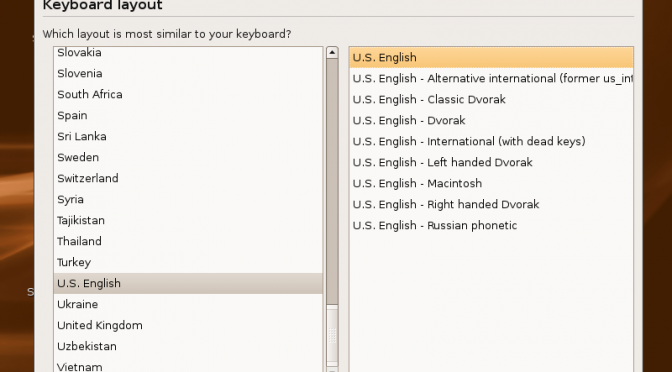 Keyboard layout
Which layout is most similar to your keyboard?
Slovakia
Slovenia
South Africa
Spain
Sri Lanka
Sweden
Switzerland
Syria
Tajikistan
Thailand
Turkey
U.S. English
Ukraine
United Kingdom
Uzbekistan
Vietnam
U.S. English
U.S. English - Alternative international (former us_int
U.S. English - Classic Dvorak
U.S. English - Dvorak
U.S. English - International (with dead keys)
U.S. English - Left handed Dvorak
U.S. English - Macintosh
U.S. English - Right handed Dvorak
U.S. English - Russian phonetic